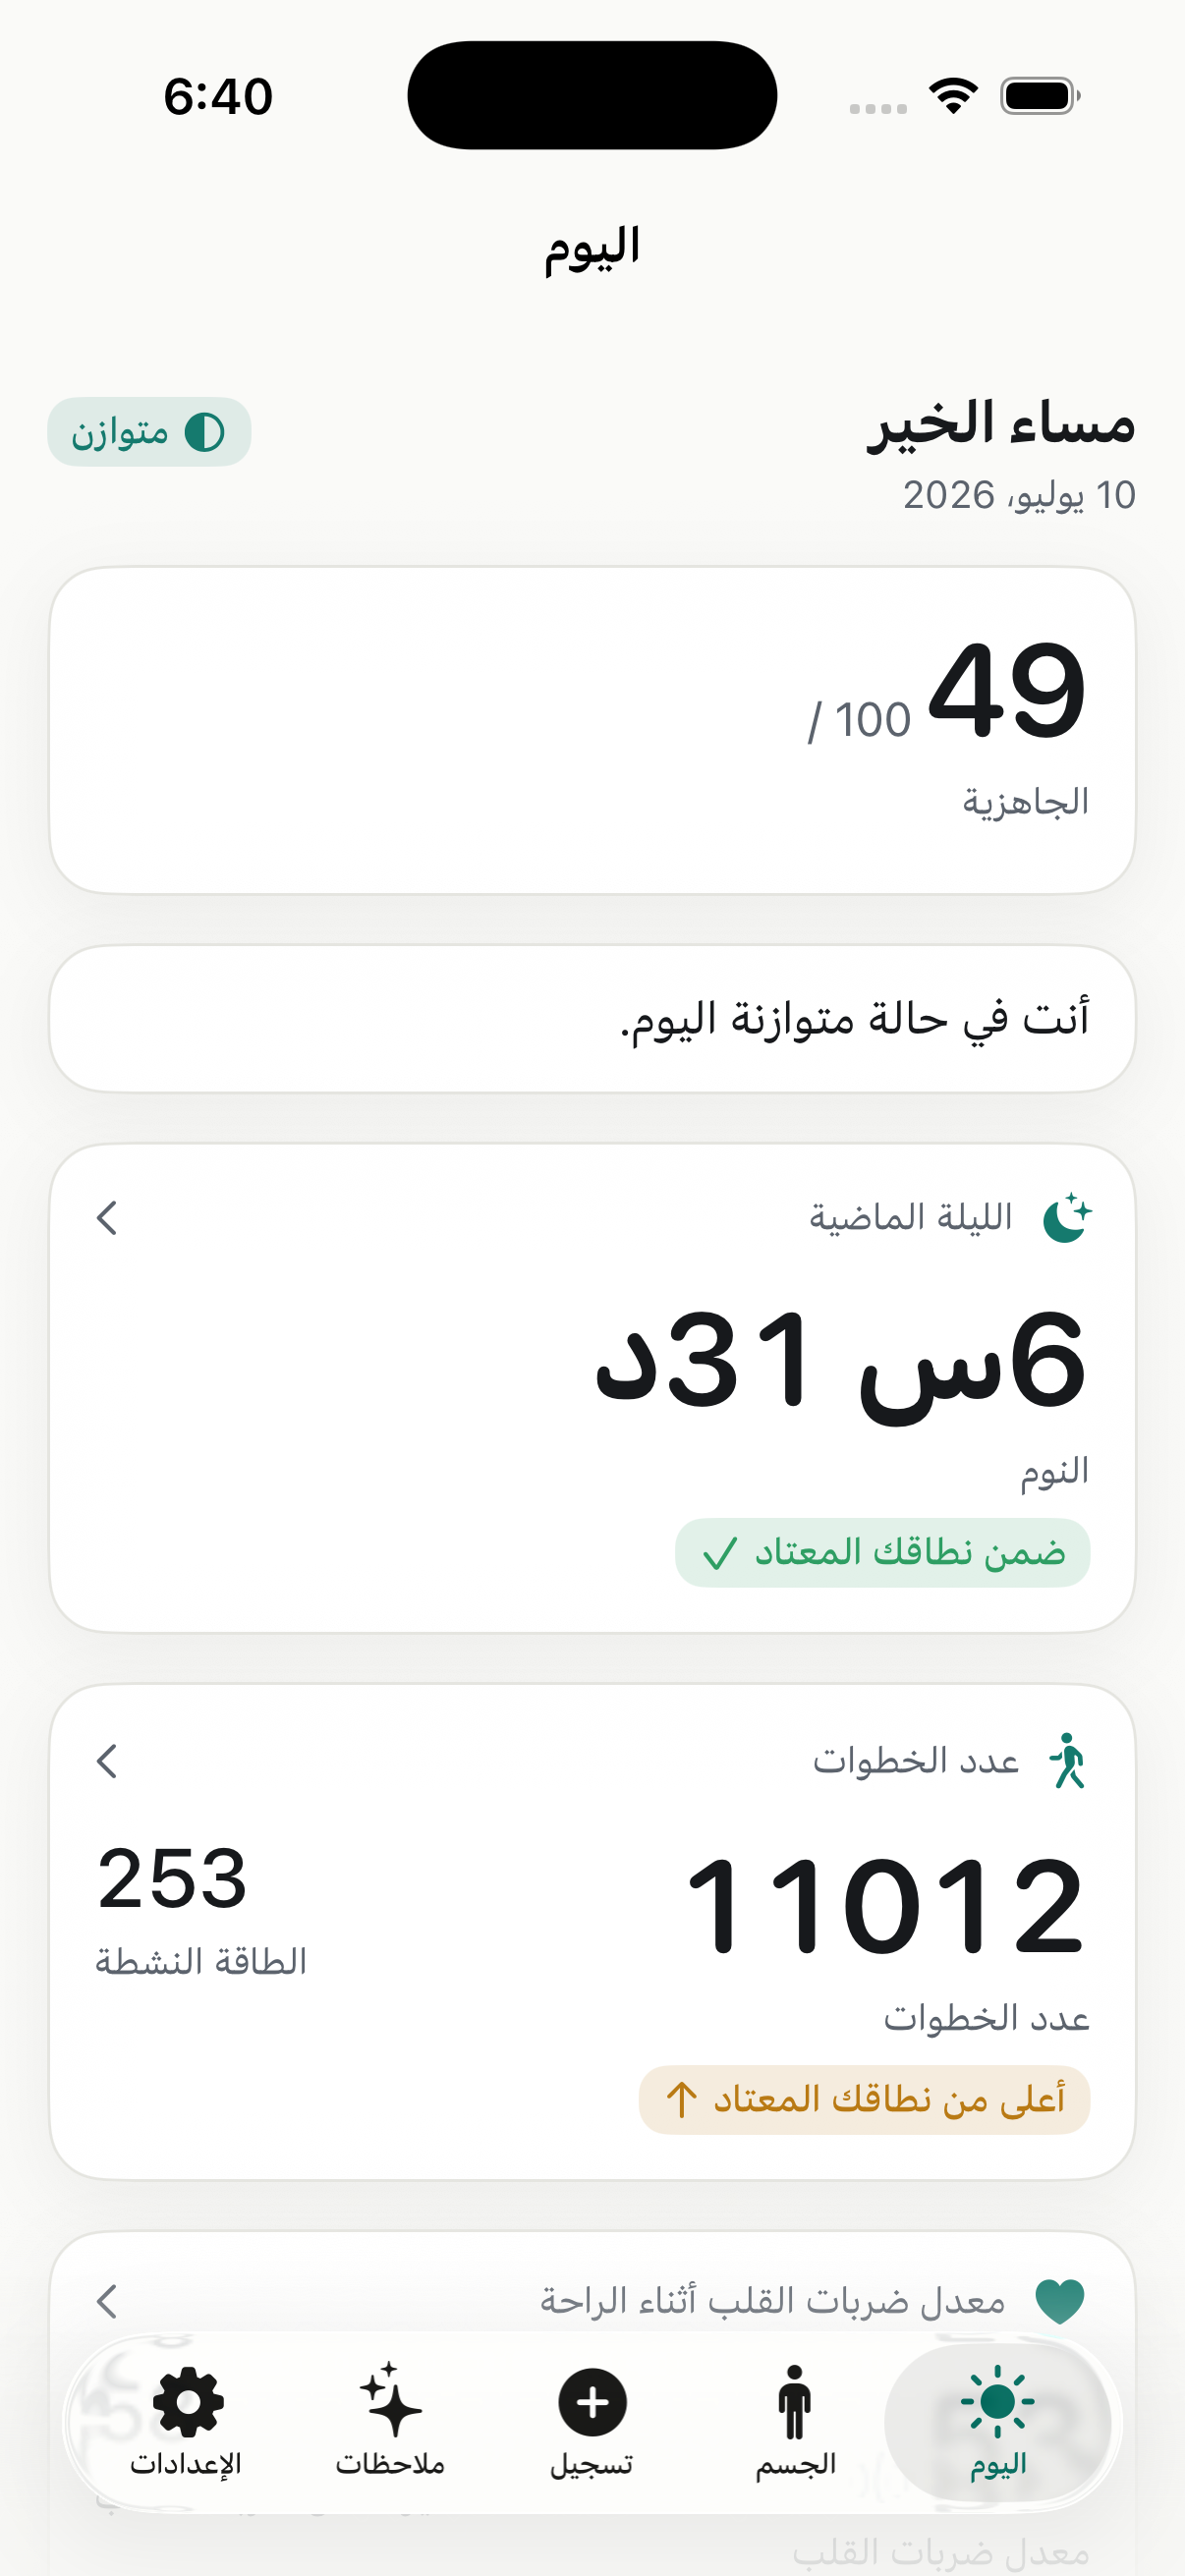 6:40
اليوم
مساء الخير
متوازن
10 يوليو، 2026
49 / 100
الجاهزية
أنت في حالة متوازنة اليوم.
الليلة الماضية
6س 31د
النوم
ضمن نطاقك المعتاد
عدد الخطوات
11012
253
عدد الخطوات
الطاقة النشطة
أعلى من نطاقك المعتاد
معدل ضربات القلب أثناء الراحة
اليوم
الجسم
تسجيل
ملاحظات
الإعدادات
معدل ضربات القلب